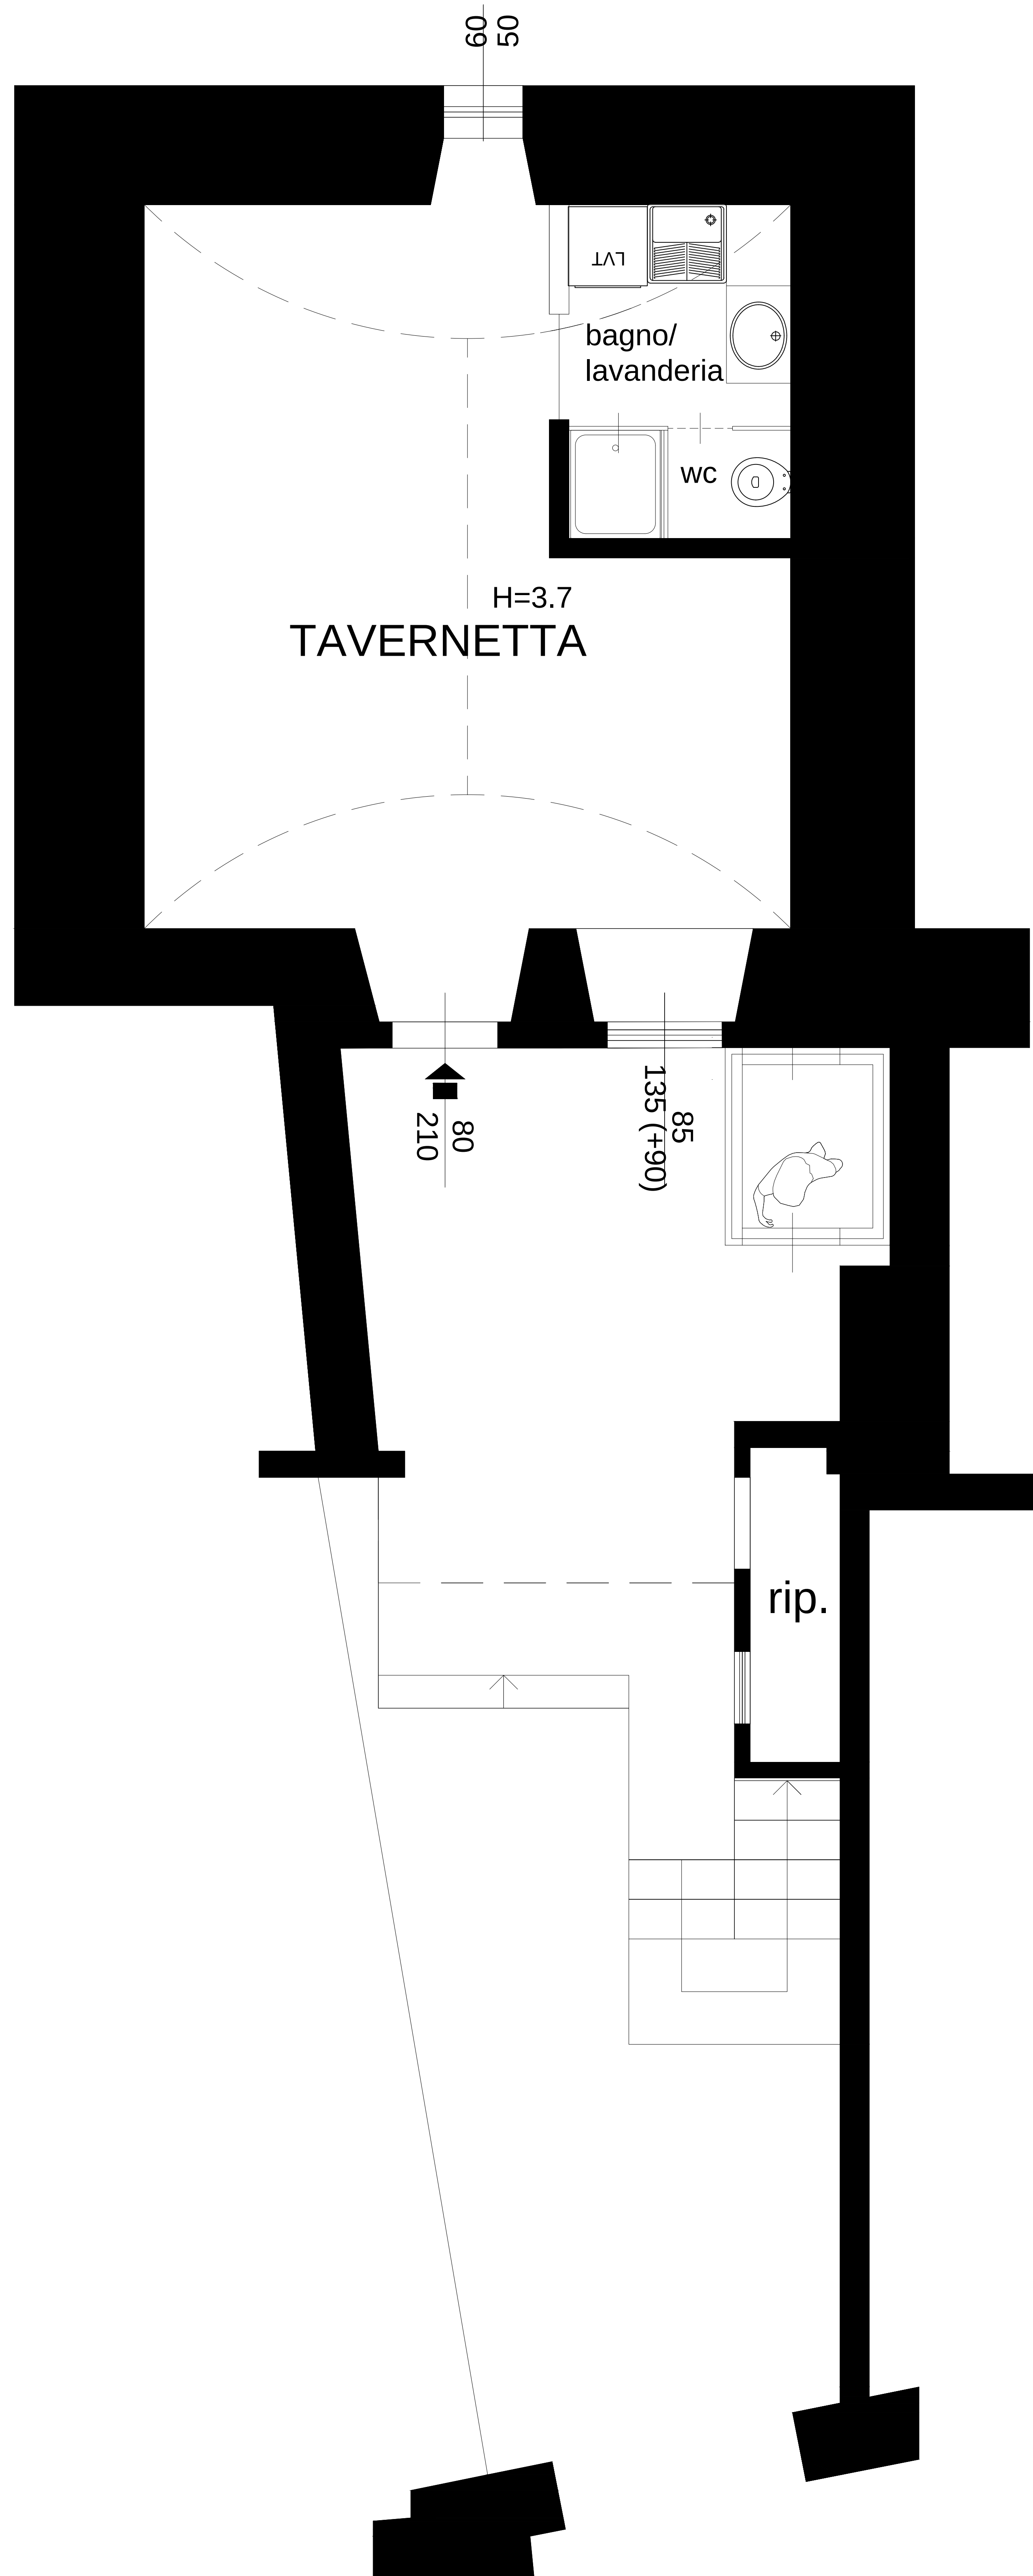 60
50
LVT
bagno/
lavanderia
wc
H=3.7
TAVERNETTA
80
210
85
135 (+90)
rip.